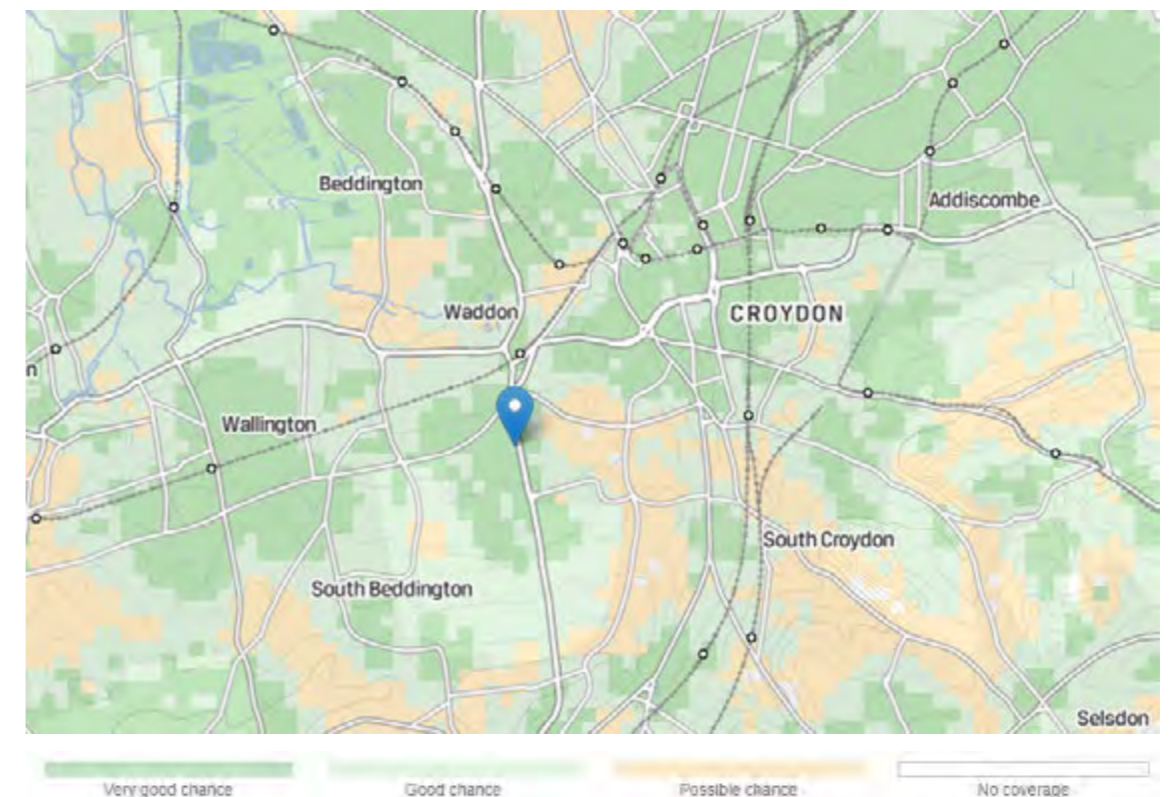 Beddington
Addiscombe
Waddon
CROYDON
n
Wallington
South Croydon
South Beddington
Selsdon
Very good chance
Good chance
Possible chance
No coverage